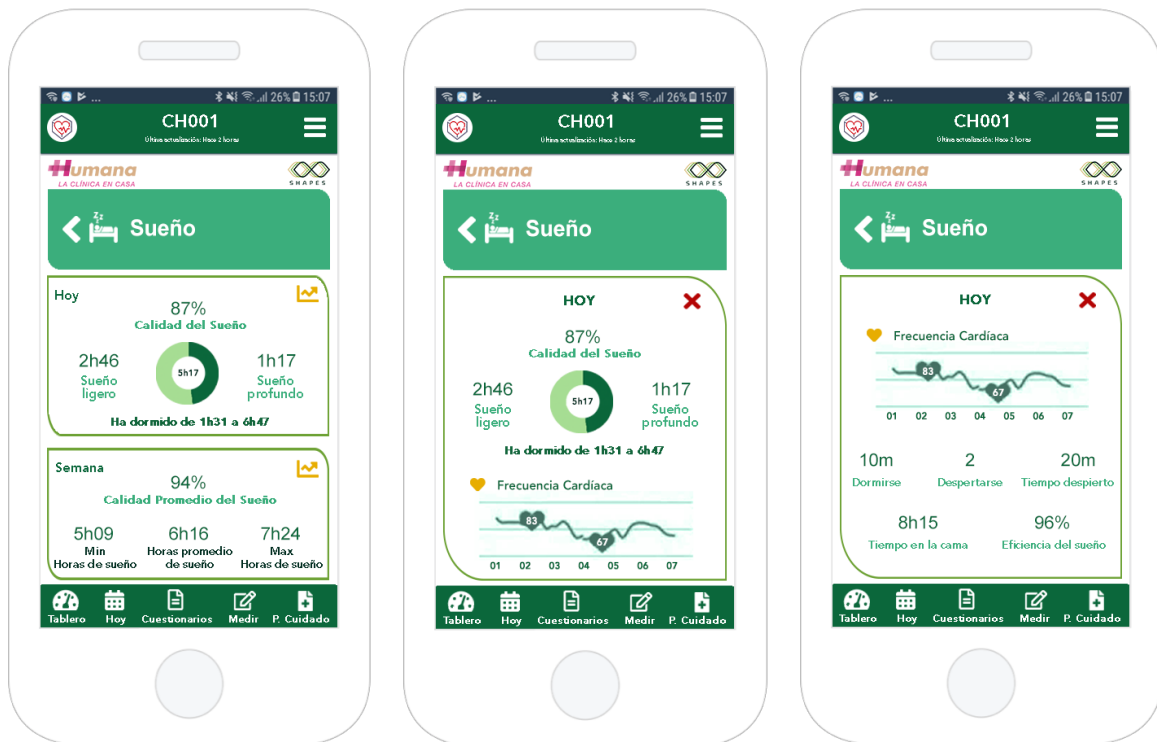 26% 15:07
CH001
Última actualización: Hace 2 horas
Humana
LA CLÍNICA EN CASA
SHAPES
Sueño
Hoy
87%
Calidad del Sueño
2h46
Sueño
ligero
5h17
1h17
Sueño
profundo
Ha dormido de 1h31 a 6h47
Semana
94%
Calidad Promedio del Sueño
5h09
Min
Horas de sueño
6h16
Horas promedio
de sueño
7h24
Max
Horas de sueño
Tablero Hoy Cuestionarios Medir P. Cuidado
26% 15:07
CH001
Última actualización: Hace 2 horas
Humana
LA CLÍNICA EN CASA
SHAPES
Sueño
HOY
87%
Calidad del Sueño
2h46
Sueño
ligero
5h17
1h17
Sueño
profundo
Ha dormido de 1h31 a 6h47
Frecuencia Cardíaca
83
67
01 02 03 04 05 06 07
Tablero Hoy Cuestionarios Medir P. Cuidado
26% 15:07
CH001
Última actualización: Hace 2 horas
Humana
LA CLÍNICA EN CASA
SHAPES
Sueño
HOY
Frecuencia Cardíaca
83
67
01 02 03 04 05 06 07
10m
Dormirse
2
Despertarse
20m
Tiempo despierto
8h15
Tiempo en la cama
96%
Eficiencia del sueño
Tablero Hoy Cuestionarios Medir P. Cuidado